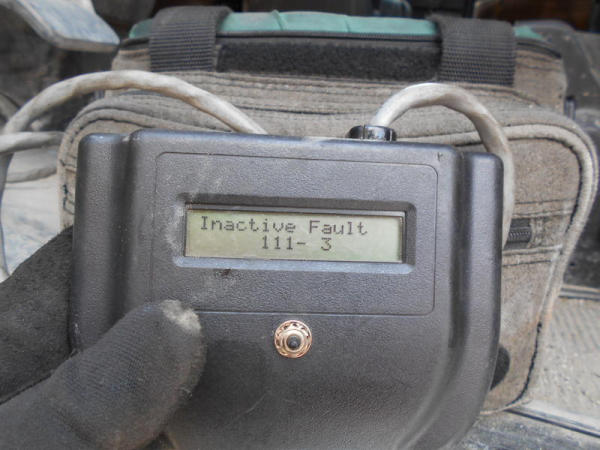 Inactive Fault
111- 3